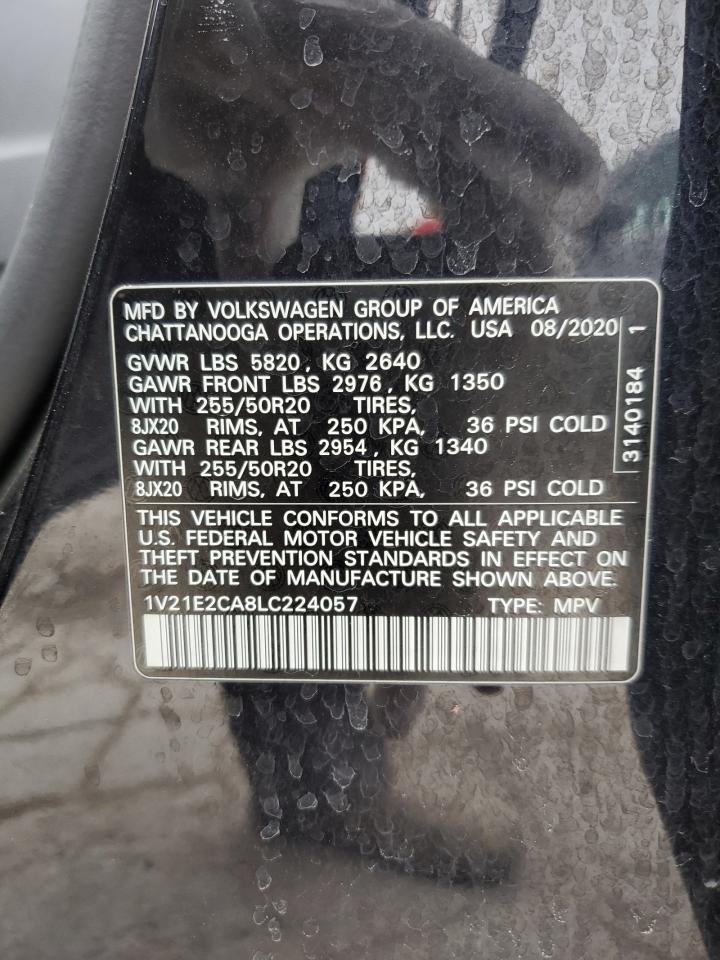 MFD BY VOLKSWAGEN GROUP OF AMERICA
CHATTANOOGA OPERATIONS, LLC. USA 08/2020
GVWR LBS 5820, KG 2640
GAWR FRONT LBS 2976, KG 1350
WITH 255/50R20 TIRES,
8JX20 RIMS, AT 250 KPA, 36 PSI COLD
GAWR REAR LBS 2954, KG 1340
WITH 255/50R20 TIRES,
8JX20 RIMS, AT 250 KPA, 36 PSI COLD
3140184 1
THIS VEHICLE CONFORMS TO ALL APPLICABLE
U.S. FEDERAL MOTOR VEHICLE SAFETY AND
THEFT PREVENTION STANDARDS IN EFFECT ON
THE DATE OF MANUFACTURE SHOWN ABOVE.
1V21E2CA8LC224057 TYPE: MPV